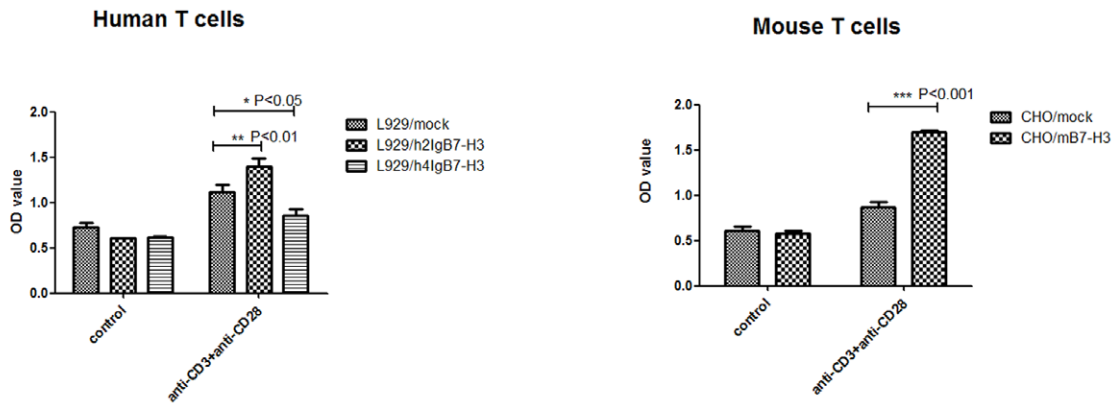 Human T cells
* P<0.05
** P<0.01
L929/mock
L929/h2IgB7-H3
L929/h4IgB7-H3
OD value
2.0
1.5
1.0
0.5
0.0
control
anti-CD3+anti-CD28
Mouse T cells
*** P<0.001
CHO/mock
CHO/mB7-H3
OD value
2.0
1.5
1.0
0.5
0.0
control
anti-CD3+anti-CD28